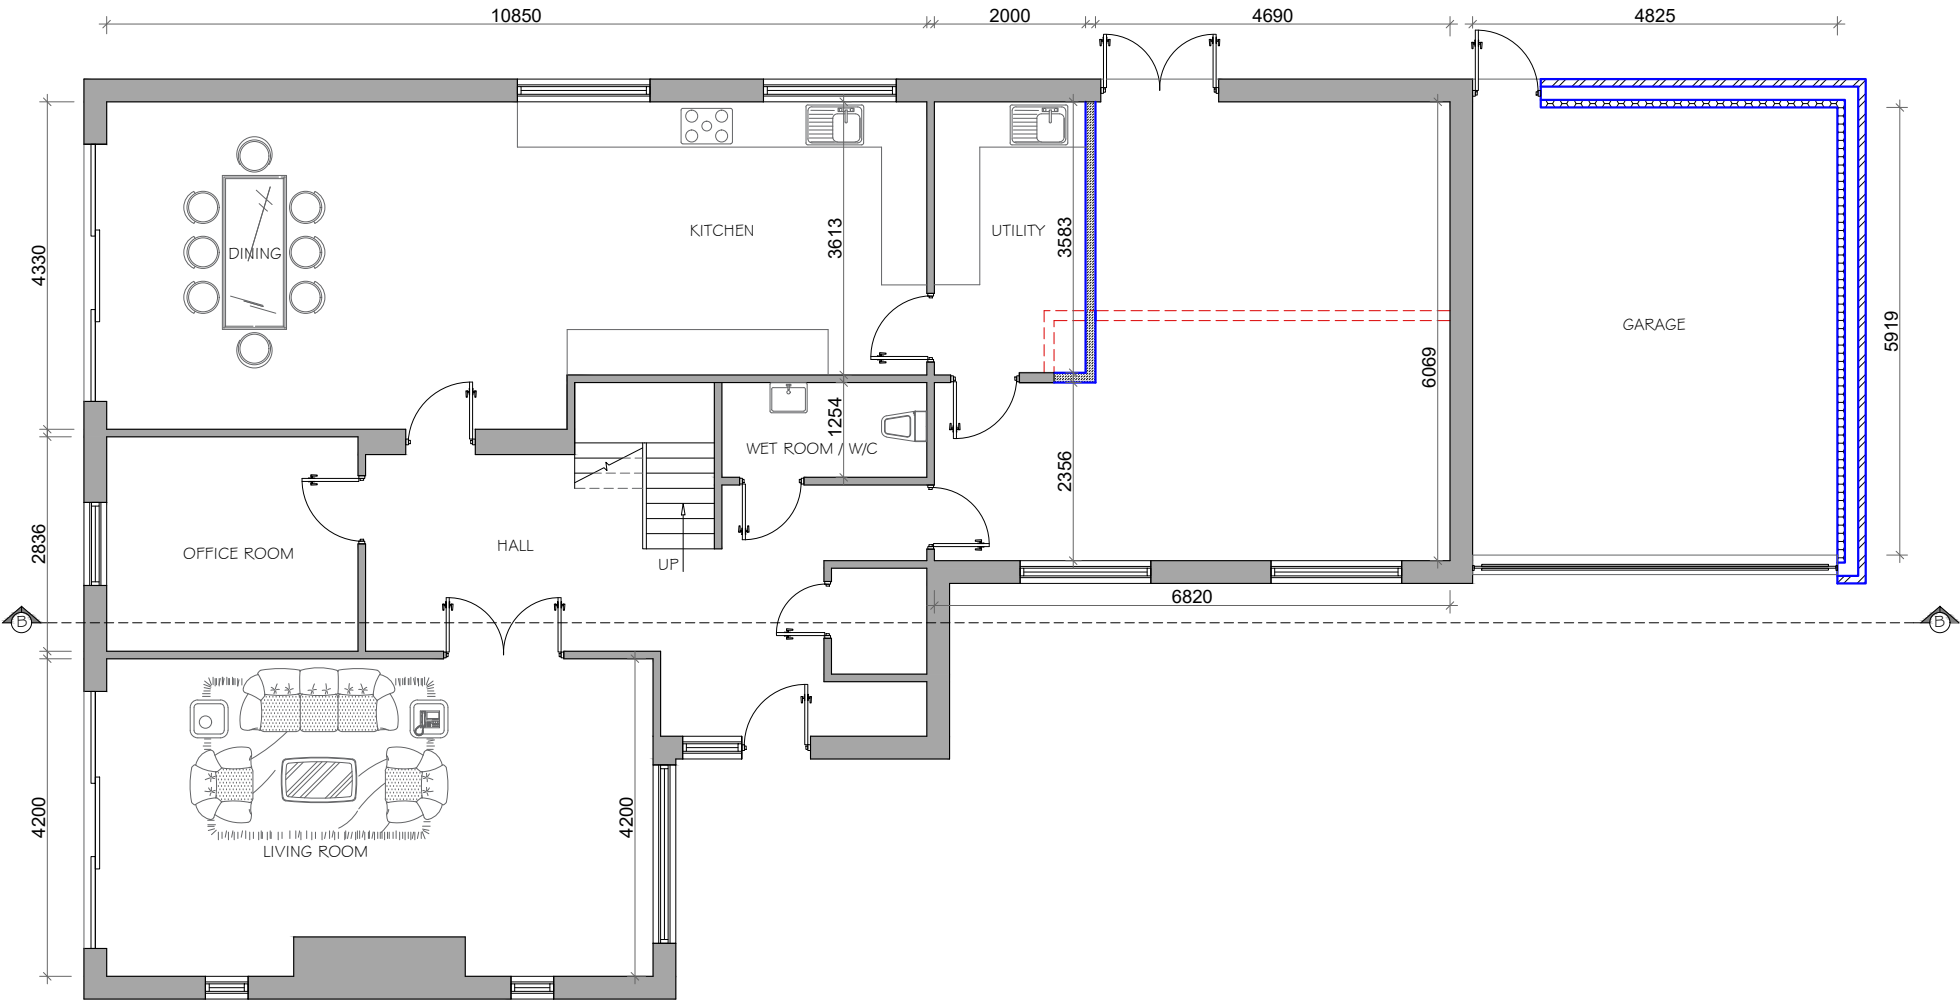 10850
2000
4690
4825
KITCHEN
3613
UTILITY
3583
DINING
4330
GARAGE
5919
6069
1254
WET ROOM / W/C
2356
2836
OFFICE ROOM
HALL
UP
6820
B
B
4200
4200
LIVING ROOM